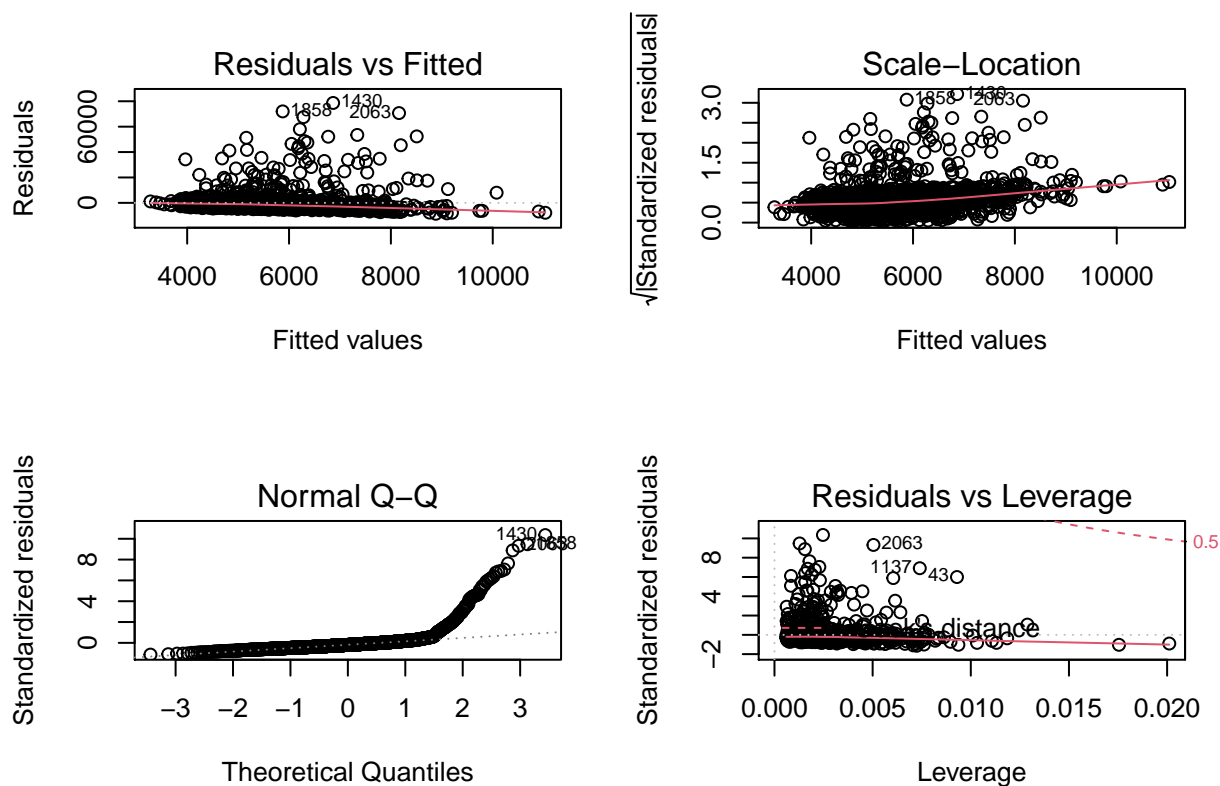 Residuals vs Fitted
Residuals
0
60000
1858
1430
2063
4000 6000 8000 10000
Fitted values
Scale−Location
√|Standardized residuals|
0.0
1.5
3.0
1858
1430
2063
4000 6000 8000 10000
Fitted values
Normal Q−Q
Standardized residuals
0
4
8
1430
−3 −2 −1 0 1 2 3
Theoretical Quantiles
Residuals vs Leverage
Standardized residuals
−2
4
8
2063
1137
43
0.5
distance
0.000 0.005 0.010 0.015 0.020
Leverage